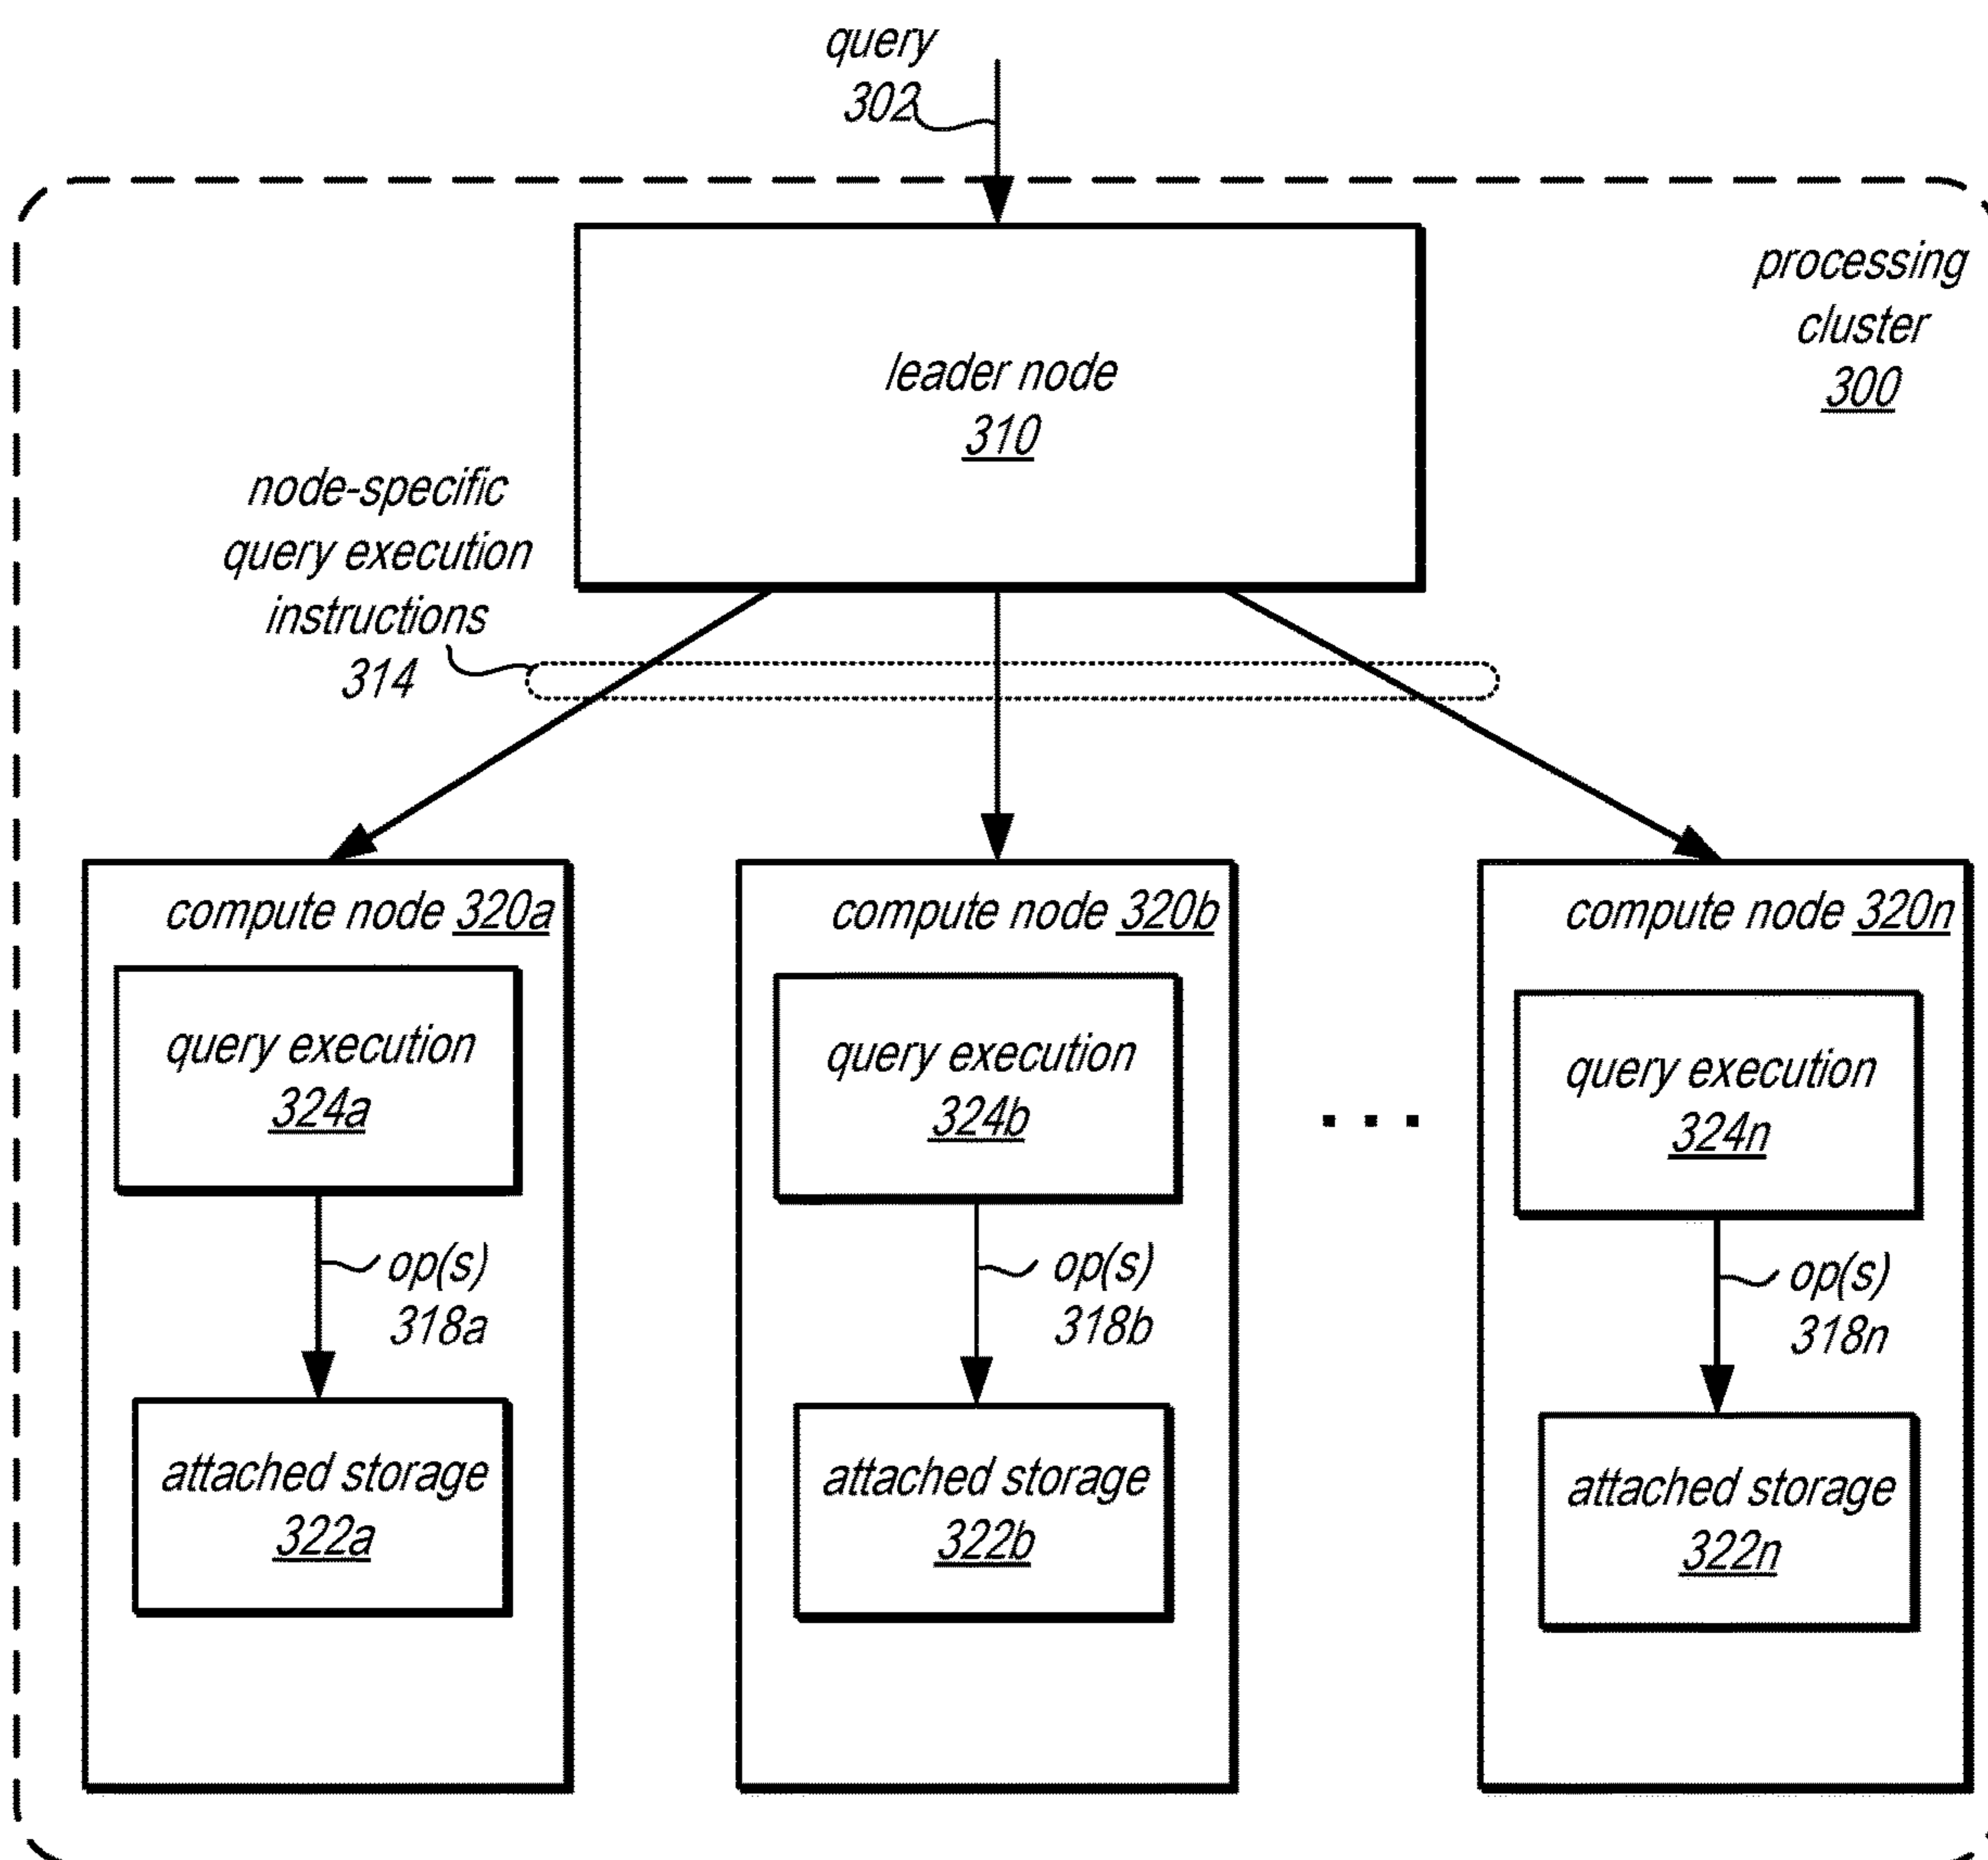 query
302
processing
cluster
300
leader node
310
node-specific
query execution
instructions
314
compute node 320a
query execution
324a
op(s)
318a
attached storage
322a
compute node 320b
query execution
324b
op(s)
318b
attached storage
322b
. . .
compute node 320n
query execution
324n
op(s)
318n
attached storage
322n